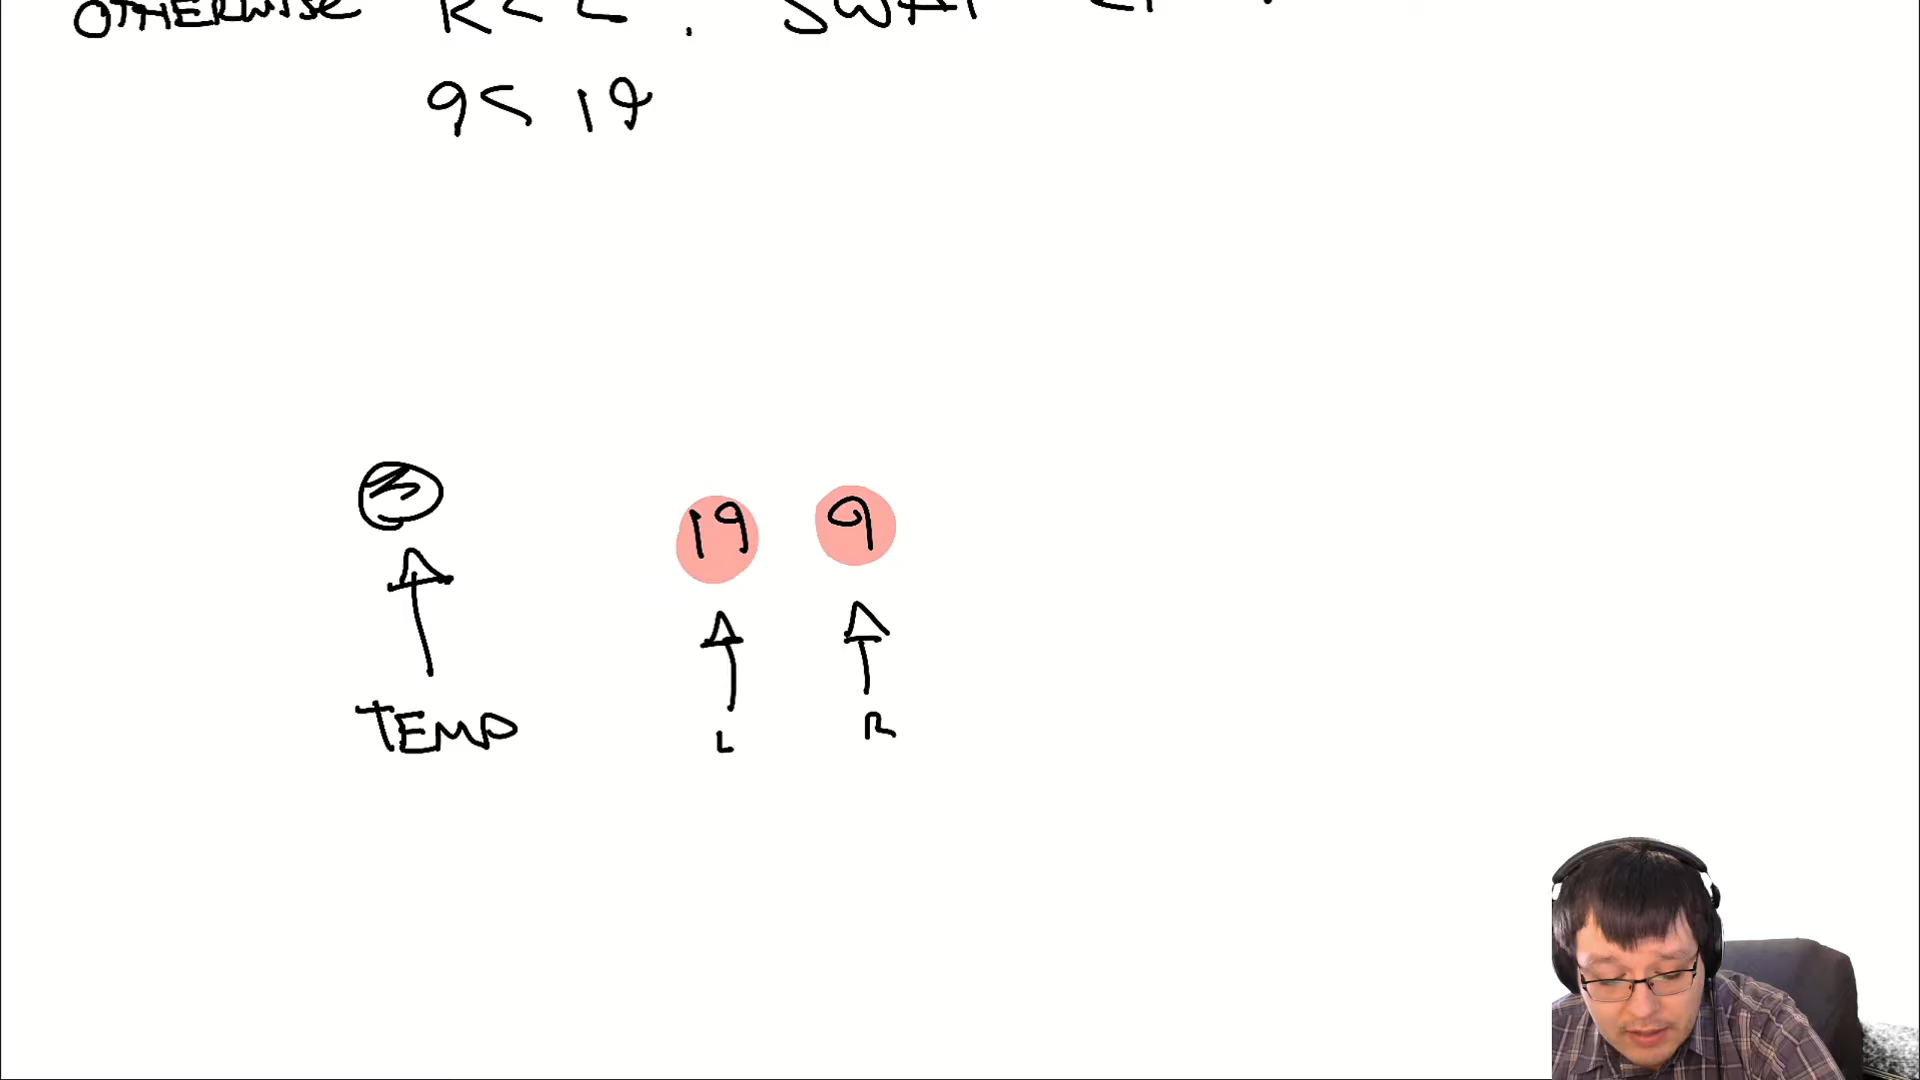 OTHERWISE R < L , SWAP
9 < 19
3
19 9
TEMP
L R